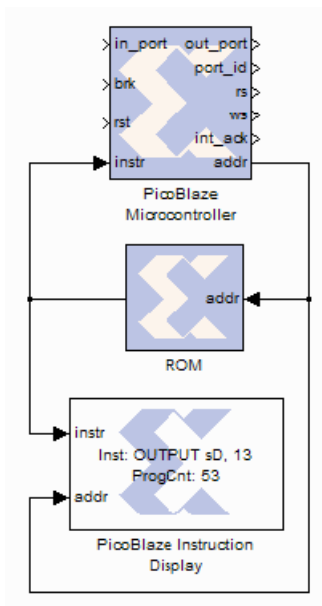 in_port out_port
port_id
brk
rs
ws
rst
int_ack
instr addr
PicoBlaze
Microcontroller
addr
ROM
instr
Inst: OUTPUT sD, 13
ProgCnt: 53
addr
PicoBlaze Instruction
Display